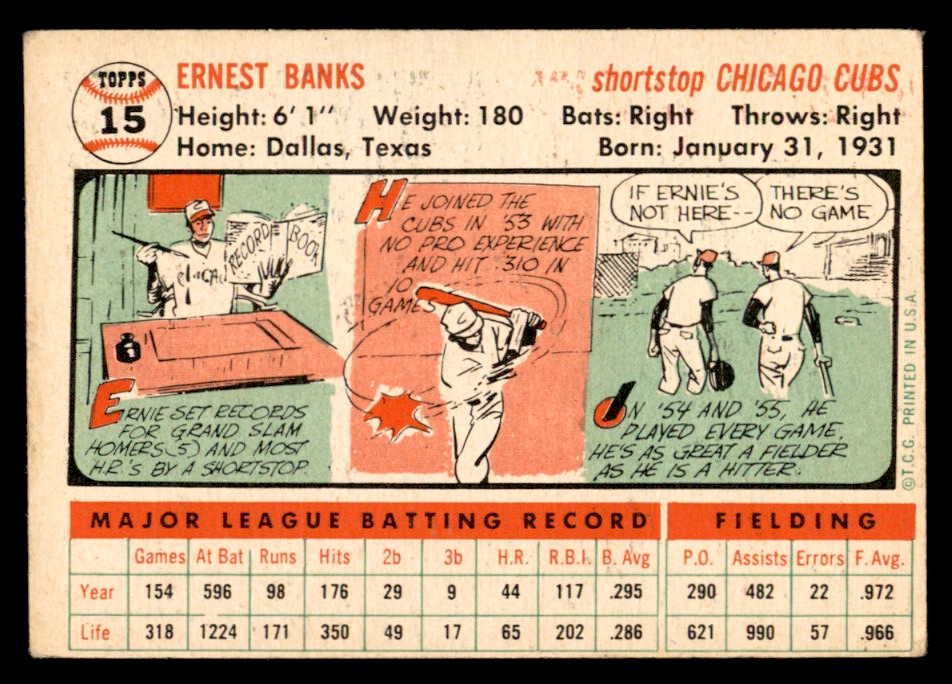 TOPPS
15
ERNEST BANKS shortstop CHICAGO CUBS
Height: 6' 1" Weight: 180 Bats: Right Throws: Right
Home: Dallas, Texas Born: January 31, 1931
RECORD BOOK
CHICAGO
ERNIE SET RECORDS
FOR GRAND SLAM
HOMERS (5) AND MOST
H.R.'S BY A SHORTSTOP.
HE JOINED THE
CUBS IN '53 WITH
NO PRO EXPERIENCE
AND HIT .310 IN
10
GAMES
IF ERNIE'S
NOT HERE--
THERE'S
NO GAME
ON '54 AND '55, HE
PLAYED EVERY GAME.
HE'S AS GREAT A FIELDER
AS HE IS A HITTER.
©T.C.G. PRINTED IN U.S.A.
MAJOR LEAGUE BATTING RECORD FIELDING
Games At Bat Runs Hits 2b 3b H.R. R.B.I. B. Avg P.O. Assists Errors F. Avg.
Year 154 596 98 176 29 9 44 117 .295 290 482 22 .972
Life 318 1224 171 350 49 17 65 202 .286 621 990 57 .966